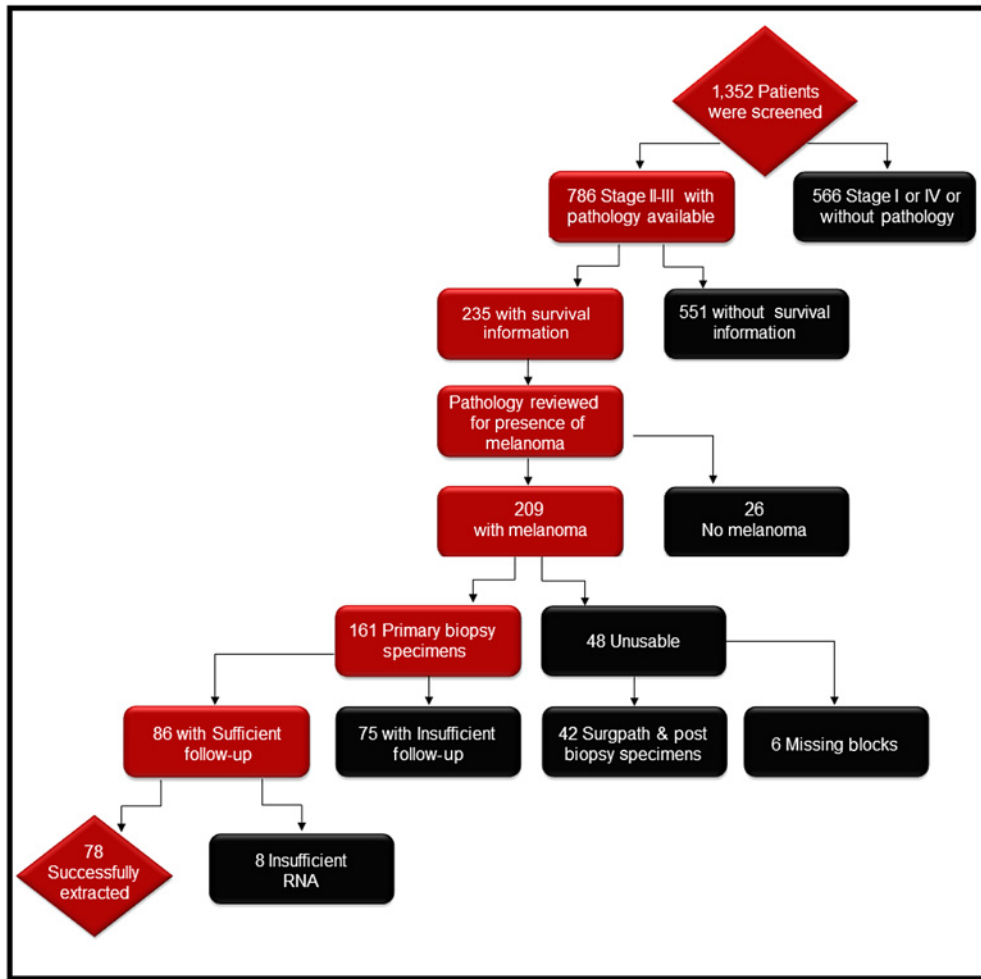 1,352 Patients
were screened
786 Stage II-III with
pathology available
566 Stage I or IV or
without pathology
235 with survival
information
551 without survival
information
Pathology reviewed
for presence of
melanoma
209
with melanoma
26
No melanoma
161 Primary biopsy
specimens
48 Unusable
86 with Sufficient
follow-up
75 with Insufficient
follow-up
42 Surgpath & post
biopsy specimens
6 Missing blocks
78
Successfully
extracted
8 Insufficient
RNA